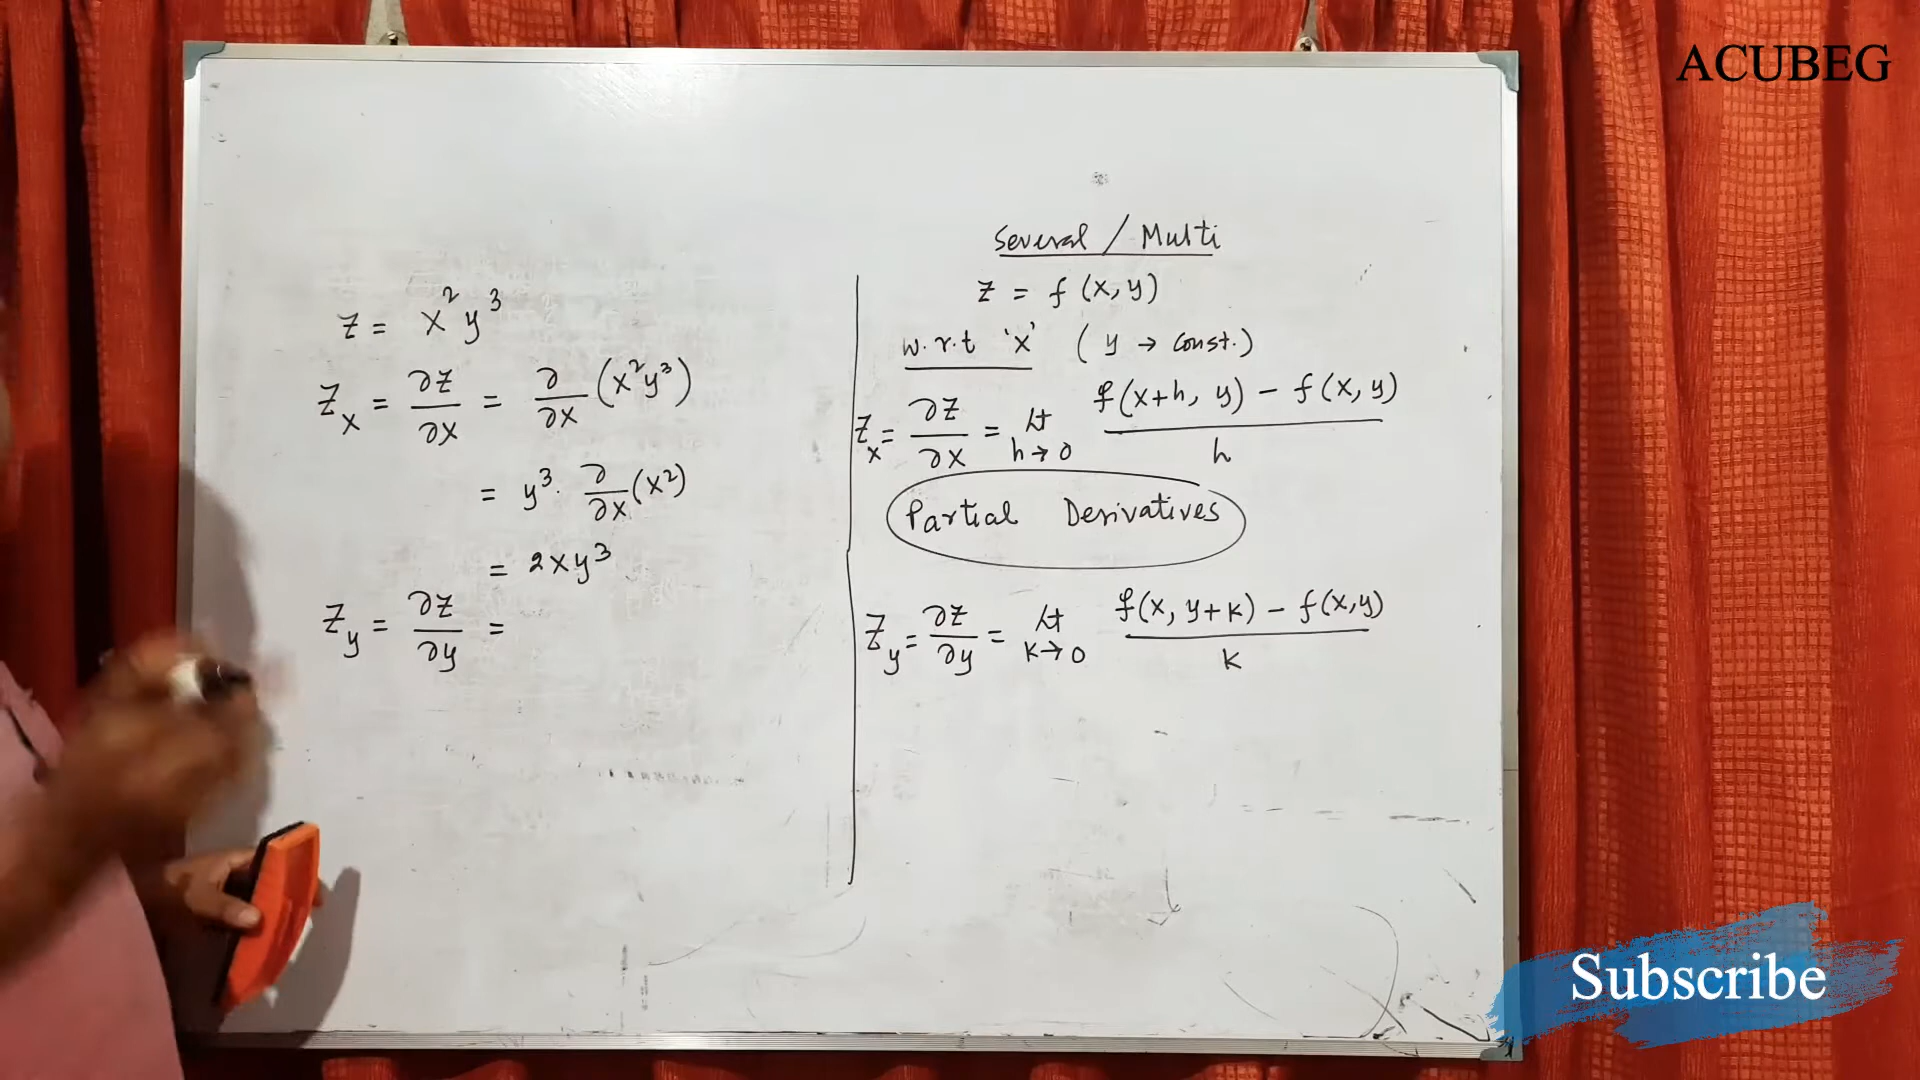 ACUBEG
z = x²y³
Zx = ∂z/∂x = ∂/∂x (x²y³)
= y³ · ∂/∂x (x²)
= 2xy³
Zy = ∂z/∂y =
Several / Multi
z = f(x,y)
w.r.t 'x' ( y → const.)
Zx = ∂z/∂x = lt h→0 f(x+h, y) - f(x,y) / h
Partial Derivatives
Zy = ∂z/∂y = lt k→0 f(x, y+k) - f(x,y) / k
Subscribe